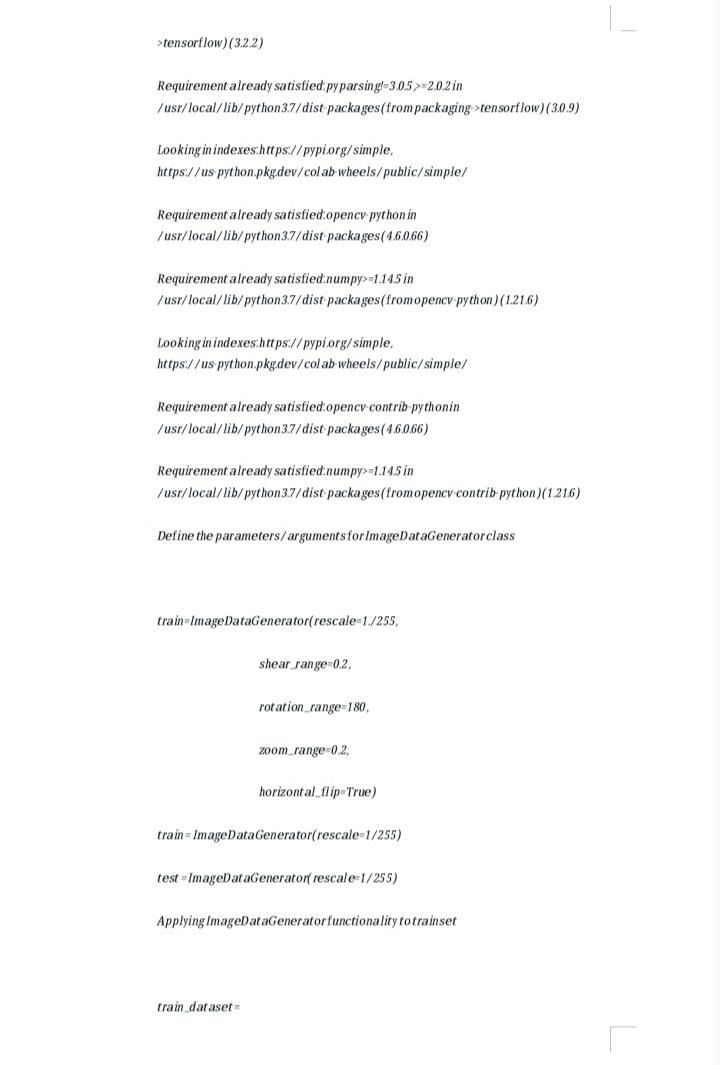 >tensorflow) (3.2.2)
Requirement already satisfied: pyparsing!=3.0.5,>=2.0.2 in
/usr/local/lib/python3.7/dist-packages (from packaging->tensorflow) (3.0.9)
Looking in indexes: https://pypi.org/simple,
https://us-python.pkg.dev/colab-wheels/public/simple/
Requirement already satisfied: opencv-python in
/usr/local/lib/python3.7/dist-packages (4.6.0.66)
Requirement already satisfied: numpy>=1.14.5 in
/usr/local/lib/python3.7/dist-packages (from opencv-python) (1.21.6)
Looking in indexes: https://pypi.org/simple,
https://us-python.pkg.dev/colab-wheels/public/simple/
Requirement already satisfied: opencv-contrib-python in
/usr/local/lib/python3.7/dist-packages (4.6.0.66)
Requirement already satisfied: numpy>=1.14.5 in
/usr/local/lib/python3.7/dist-packages (from opencv-contrib-python) (1.21.6)
Define the parameters/arguments for ImageDataGenerator class
train=ImageDataGenerator(rescale=1./255,
shear_range=0.2,
rotation_range=180,
zoom_range=0.2,
horizontal_flip=True)
train = ImageDataGenerator(rescale=1/255)
test = ImageDataGenerator(rescale=1/255)
Applying ImageDataGenerator functionality to trainset
train_dataset =